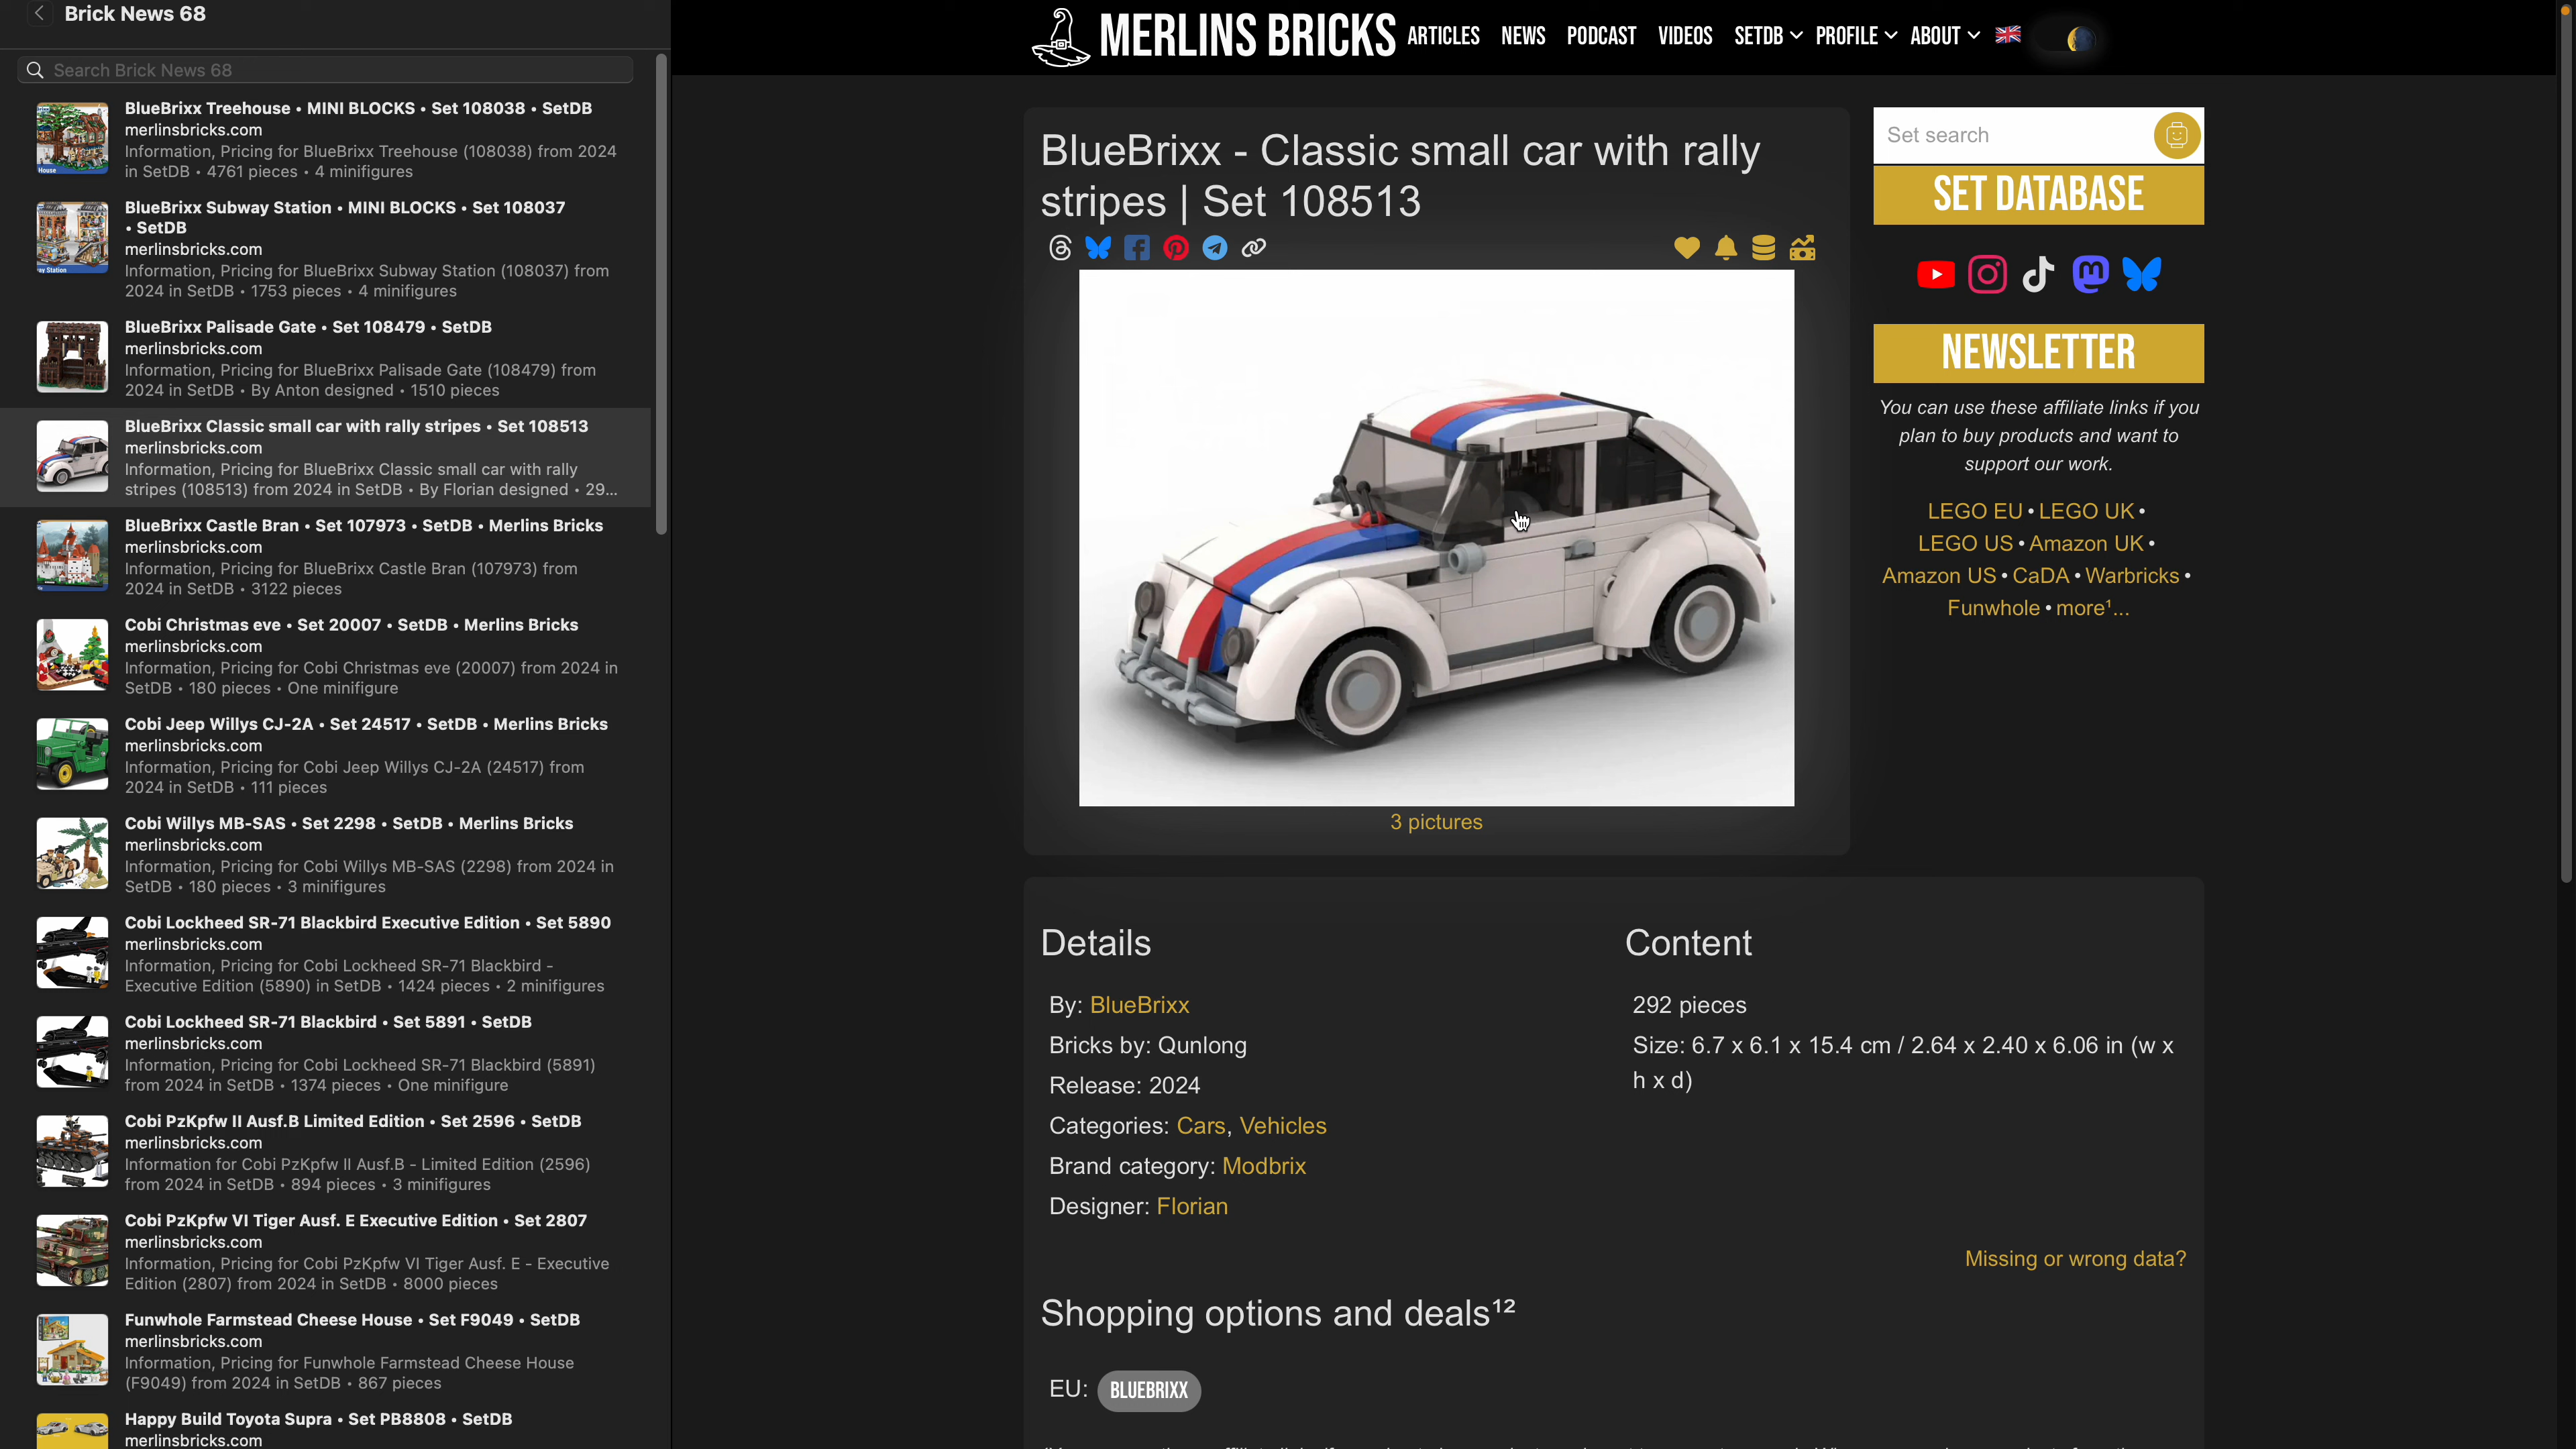 Brick News 68
Search Brick News 68
BlueBrixx Treehouse • MINI BLOCKS • Set 108038 • SetDB
merlinsbricks.com
Information, Pricing for BlueBrixx Treehouse (108038) from 2024
in SetDB • 4761 pieces • 4 minifigures
House
BlueBrixx Subway Station • MINI BLOCKS • Set 108037
• SetDB
merlinsbricks.com
Information, Pricing for BlueBrixx Subway Station (108037) from
2024 in SetDB • 1753 pieces • 4 minifigures
ay Station
BlueBrixx Palisade Gate • Set 108479 • SetDB
merlinsbricks.com
Information, Pricing for BlueBrixx Palisade Gate (108479) from
2024 in SetDB • By Anton designed • 1510 pieces
BlueBrixx Classic small car with rally stripes • Set 108513
merlinsbricks.com
Information, Pricing for BlueBrixx Classic small car with rally
stripes (108513) from 2024 in SetDB • By Florian designed • 29...
BlueBrixx Castle Bran • Set 107973 • SetDB • Merlins Bricks
merlinsbricks.com
Information, Pricing for BlueBrixx Castle Bran (107973) from
2024 in SetDB • 3122 pieces
Cobi Christmas eve • Set 20007 • SetDB • Merlins Bricks
merlinsbricks.com
Information, Pricing for Cobi Christmas eve (20007) from 2024 in
SetDB • 180 pieces • One minifigure
Cobi Jeep Willys CJ-2A • Set 24517 • SetDB • Merlins Bricks
merlinsbricks.com
Information, Pricing for Cobi Jeep Willys CJ-2A (24517) from
2024 in SetDB • 111 pieces
Cobi Willys MB-SAS • Set 2298 • SetDB • Merlins Bricks
merlinsbricks.com
Information, Pricing for Cobi Willys MB-SAS (2298) from 2024 in
SetDB • 180 pieces • 3 minifigures
Cobi Lockheed SR-71 Blackbird Executive Edition • Set 5890
merlinsbricks.com
Information, Pricing for Cobi Lockheed SR-71 Blackbird -
Executive Edition (5890) in SetDB • 1424 pieces • 2 minifigures
Cobi Lockheed SR-71 Blackbird • Set 5891 • SetDB
merlinsbricks.com
Information, Pricing for Cobi Lockheed SR-71 Blackbird (5891)
from 2024 in SetDB • 1374 pieces • One minifigure
Cobi PzKpfw II Ausf.B Limited Edition • Set 2596 • SetDB
merlinsbricks.com
Information for Cobi PzKpfw II Ausf.B - Limited Edition (2596)
from 2024 in SetDB • 894 pieces • 3 minifigures
Cobi PzKpfw VI Tiger Ausf. E Executive Edition • Set 2807
merlinsbricks.com
Information, Pricing for Cobi PzKpfw VI Tiger Ausf. E - Executive
Edition (2807) from 2024 in SetDB • 8000 pieces
Funwhole Farmstead Cheese House • Set F9049 • SetDB
merlinsbricks.com
Information, Pricing for Funwhole Farmstead Cheese House
(F9049) from 2024 in SetDB • 867 pieces
Happy Build Toyota Supra • Set PB8808 • SetDB
merlinsbricks.com
MERLINS BRICKS ARTICLES NEWS PODCAST VIDEOS SETDB PROFILE ABOUT
BlueBrixx - Classic small car with rally
stripes | Set 108513
3 pictures
Set search
SET DATABASE
NEWSLETTER
You can use these affiliate links if you
plan to buy products and want to
support our work.
LEGO EU • LEGO UK •
LEGO US • Amazon UK •
Amazon US • CaDA • Warbricks •
Funwhole • more¹...
Details
By: BlueBrixx
Bricks by: Qunlong
Release: 2024
Categories: Cars, Vehicles
Brand category: Modbrix
Designer: Florian
Content
292 pieces
Size: 6.7 x 6.1 x 15.4 cm / 2.64 x 2.40 x 6.06 in (w x
h x d)
Missing or wrong data?
Shopping options and deals¹²
EU: BLUEBRIXX